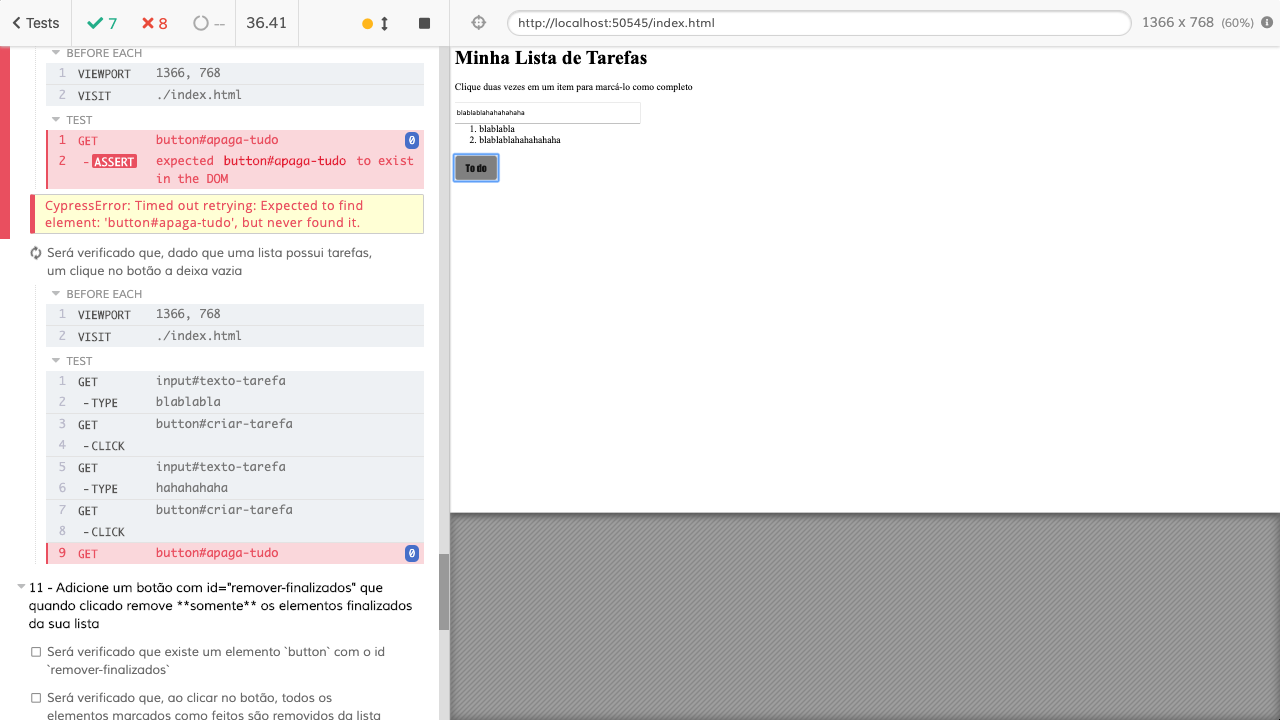 Tests
7
8
--
36.41
http://localhost:50545/index.html
1366 x 768 (60%)
BEFORE EACH
1 VIEWPORT 1366, 768
2 VISIT ./index.html
TEST
1 GET button#apaga-tudo 0
2 -ASSERT expected button#apaga-tudo to exist
in the DOM
CypressError: Timed out retrying: Expected to find
element: 'button#apaga-tudo', but never found it.
Será verificado que, dado que uma lista possui tarefas,
um clique no botão a deixa vazia
BEFORE EACH
1 VIEWPORT 1366, 768
2 VISIT ./index.html
TEST
1 GET input#texto-tarefa
2 -TYPE blablabla
3 GET button#criar-tarefa
4 -CLICK
5 GET input#texto-tarefa
6 -TYPE hahahahaha
7 GET button#criar-tarefa
8 -CLICK
9 GET button#apaga-tudo 0
11 - Adicione um botão com id="remover-finalizados" que
quando clicado remove **somente** os elementos finalizados
da sua lista
Será verificado que existe um elemento `button` com o id
`remover-finalizados`
Será verificado que, ao clicar no botão, todos os
elementos marcados como feitos são removidos da lista
Minha Lista de Tarefas
Clique duas vezes em um item para marcá-lo como completo
blablablahahahahaha
1. blablabla
2. blablablahahahahaha
To do